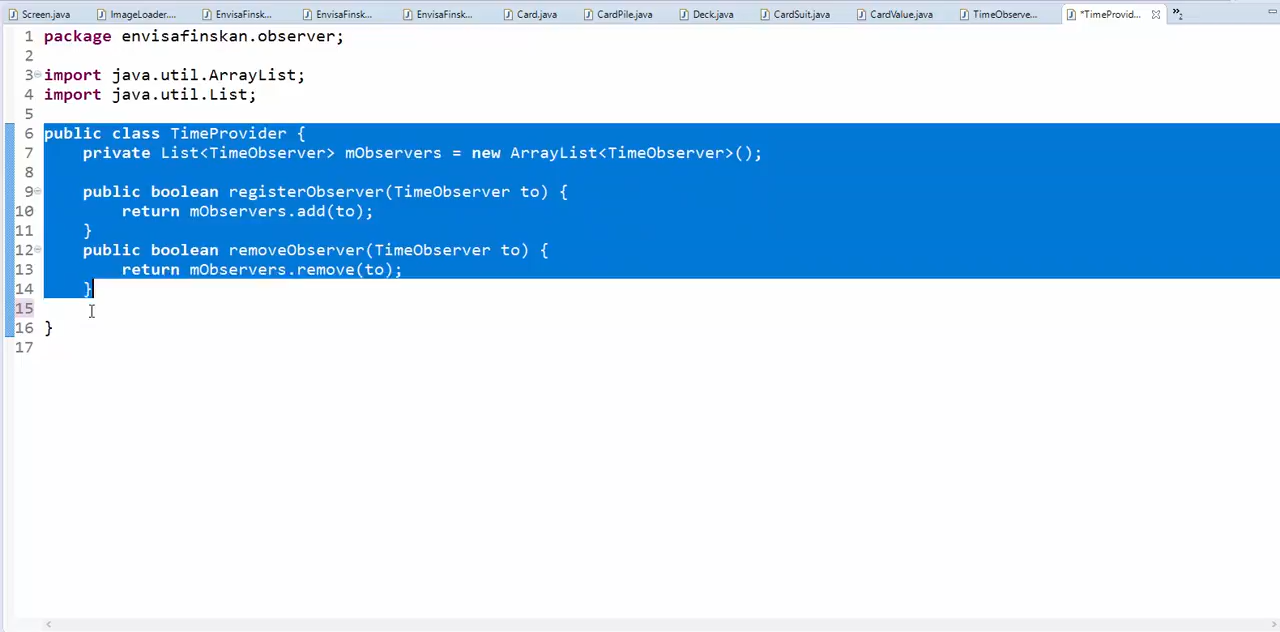 Screen.java ImageLoader.... EnvisaFinsk... EnvisaFinsk... EnvisaFinsk... Card.java CardPile.java Deck.java CardSuit.java CardValue.java TimeObserve... *TimeProvid... »2
1 package envisafinskan.observer;
2
3 import java.util.ArrayList;
4 import java.util.List;
5
6 public class TimeProvider {
7 private List<TimeObserver> mObservers = new ArrayList<TimeObserver>();
8
9 public boolean registerObserver(TimeObserver to) {
10 return mObservers.add(to);
11 }
12 public boolean removeObserver(TimeObserver to) {
13 return mObservers.remove(to);
14 }
15
16 }
17